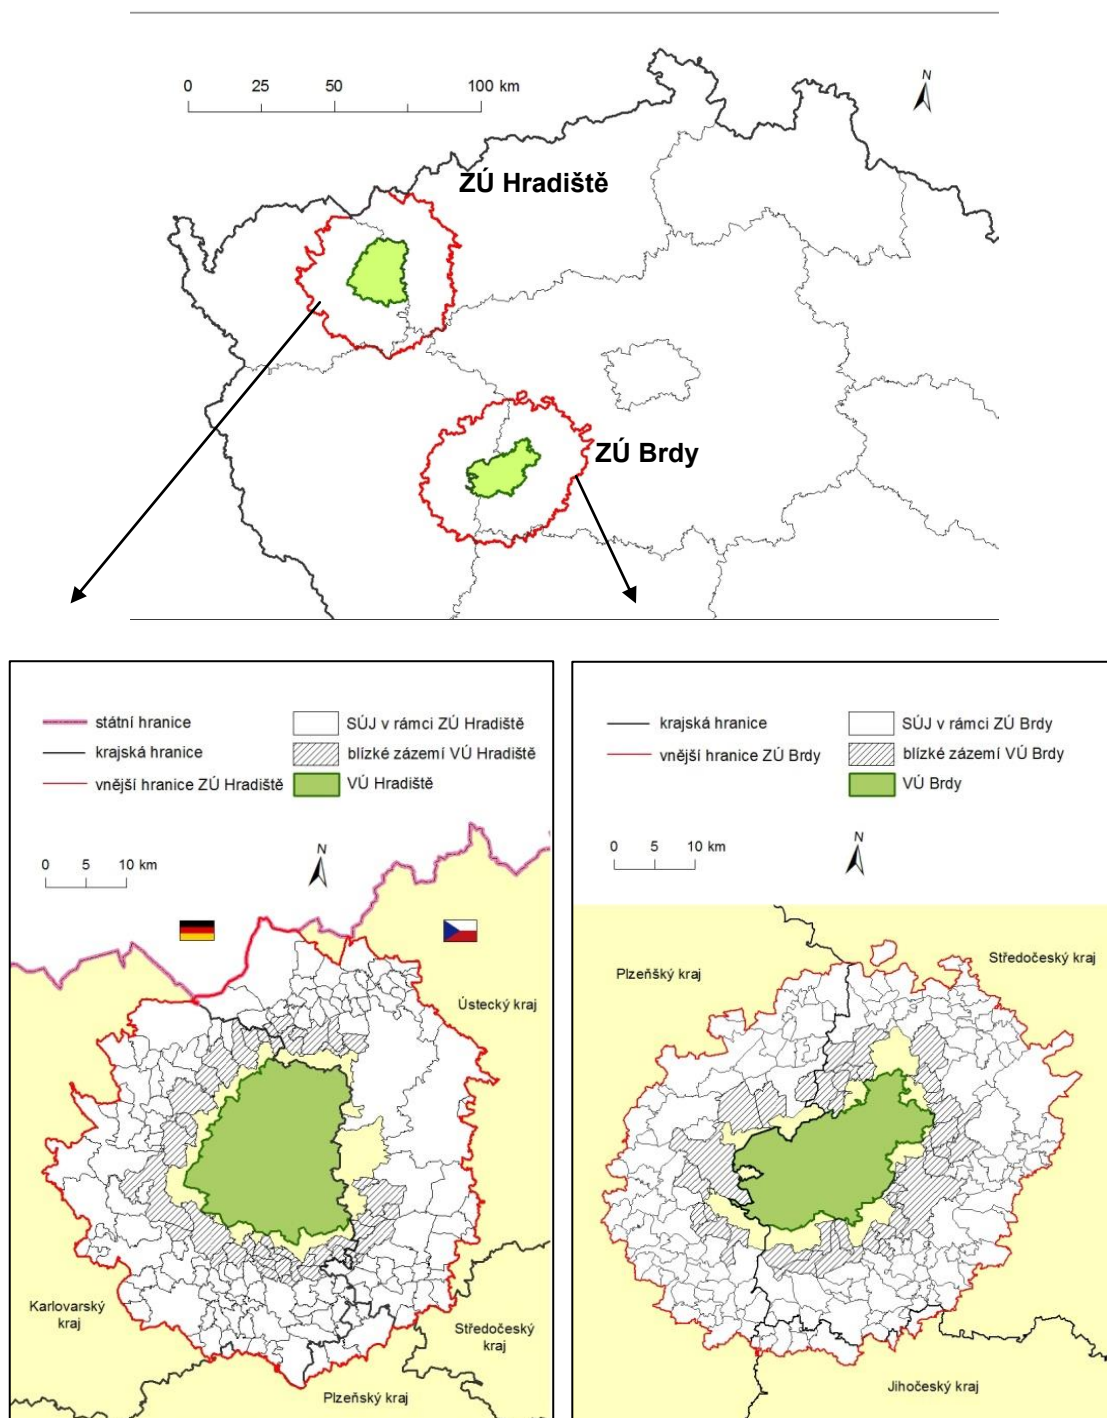 0 25 50 100 km
N
ZÚ Hradiště
ZÚ Brdy
státní hranice
krajská hranice
vnější hranice ZÚ Hradiště
SÚJ v rámci ZÚ Hradiště
blízké zázemí VÚ Hradiště
VÚ Hradiště
0 5 10 km
N
Ústecký kraj
Karlovarský
kraj
Středočeský
kraj
Plzeňský kraj
krajská hranice
vnější hranice ZÚ Brdy
SÚJ v rámci ZÚ Brdy
blízké zázemí VÚ Brdy
VÚ Brdy
0 5 10 km
N
Plzeňský kraj
Středočeský kraj
Jihočeský kraj